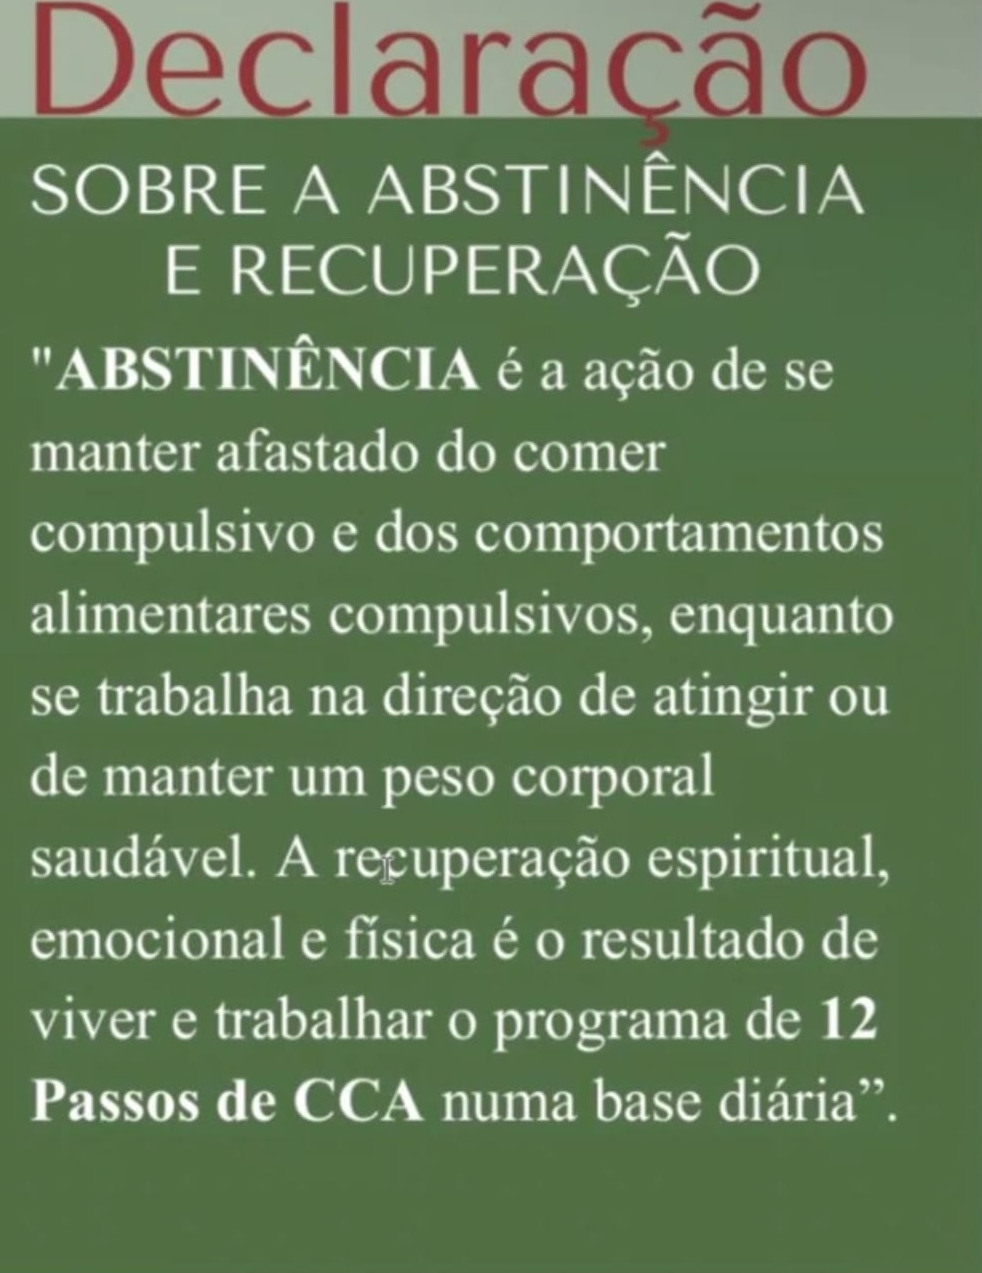 Declaração
SOBRE A ABSTINÊNCIA
E RECUPERAÇÃO
"ABSTINÊNCIA é a ação de se
manter afastado do comer
compulsivo e dos comportamentos
alimentares compulsivos, enquanto
se trabalha na direção de atingir ou
de manter um peso corporal
saudável. A recuperação espiritual,
emocional e física é o resultado de
viver e trabalhar o programa de 12
Passos de CCA numa base diária”.